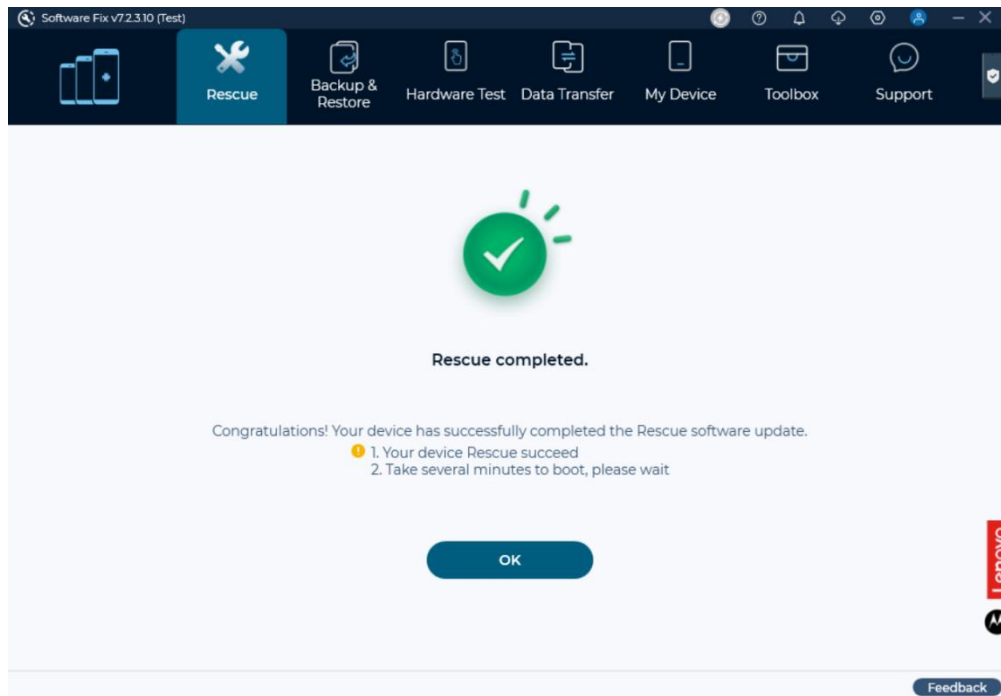 Software Fix v7.2.3.10 (Test)
Rescue
Backup &
Restore
Hardware Test
Data Transfer
My Device
Toolbox
Support
Rescue completed.
Congratulations! Your device has successfully completed the Rescue software update.
1. Your device Rescue succeed
2. Take several minutes to boot, please wait
OK
Lenovo
Feedback